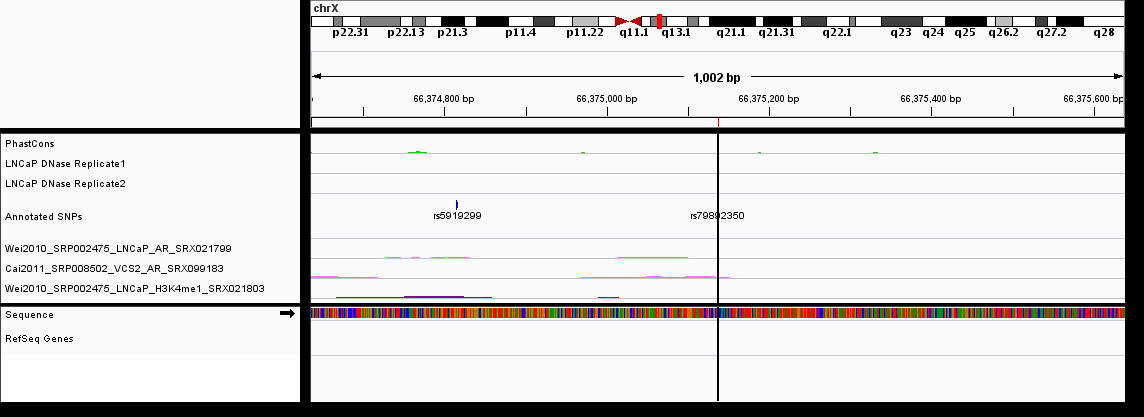 chrX
p22.31 p22.13 p21.3 p11.4 p11.22 q11.1 q13.1 q21.1 q21.31 q22.1 q23 q24 q25 q26.2 q27.2 q28
1,002 bp
66,374,800 bp 66,375,000 bp 66,375,200 bp 66,375,400 bp 66,375,600 bp
PhastCons
LNCaP DNase Replicate1
LNCaP DNase Replicate2
Annotated SNPs rs5919299 rs79892350
Wei2010_SRP002475_LNCaP_AR_SRX021799
Cai2011_SRP008502_VCS2_AR_SRX099183
Wei2010_SRP002475_LNCaP_H3K4me1_SRX021803
Sequence
RefSeq Genes